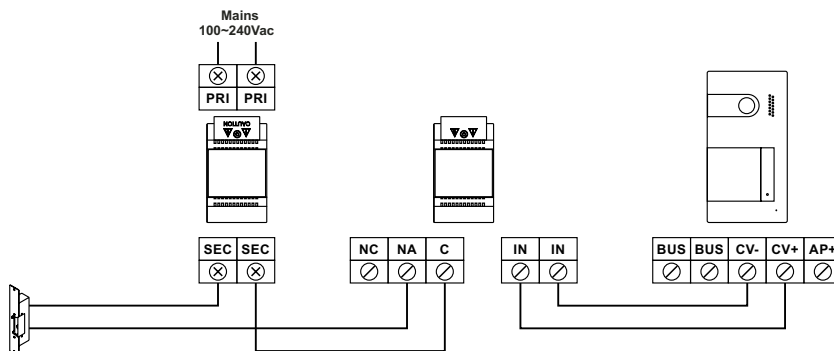 Mains
100~240Vac
PRI PRI
CAUTION
SEC SEC
NC NA C
IN IN
BUS BUS CV- CV+ AP+